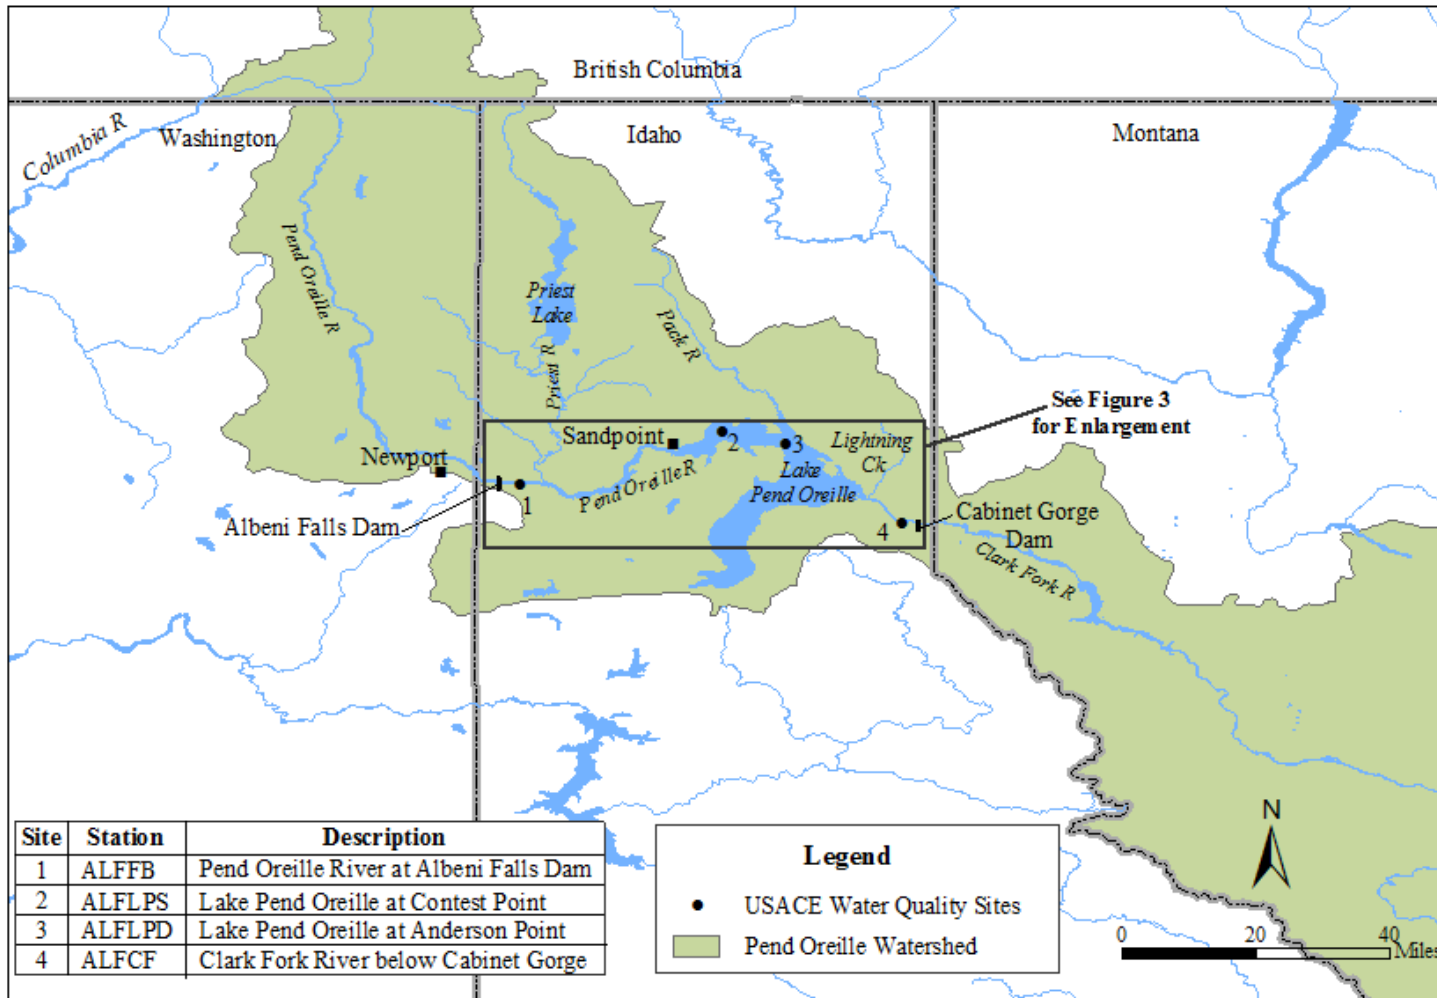 British Columbia
Columbia R
Washington
Idaho
Montana
Pend Oreille R
Priest
Lake
Pack R
Priest R
See Figure 3
for Enlargement
Sandpoint
2
3
Lightning
Ck
Newport
Pend Oreille R
Lake
Pend Oreille
1
Albeni Falls Dam
4
Cabinet Gorge
Dam
Clark Fork R
Site Station Description
1 ALFFB Pend Oreille River at Albeni Falls Dam
2 ALFLPS Lake Pend Oreille at Contest Point
3 ALFLPD Lake Pend Oreille at Anderson Point
4 ALFCF Clark Fork River below Cabinet Gorge
Legend
USACE Water Quality Sites
Pend Oreille Watershed
N
0 20 40
Miles